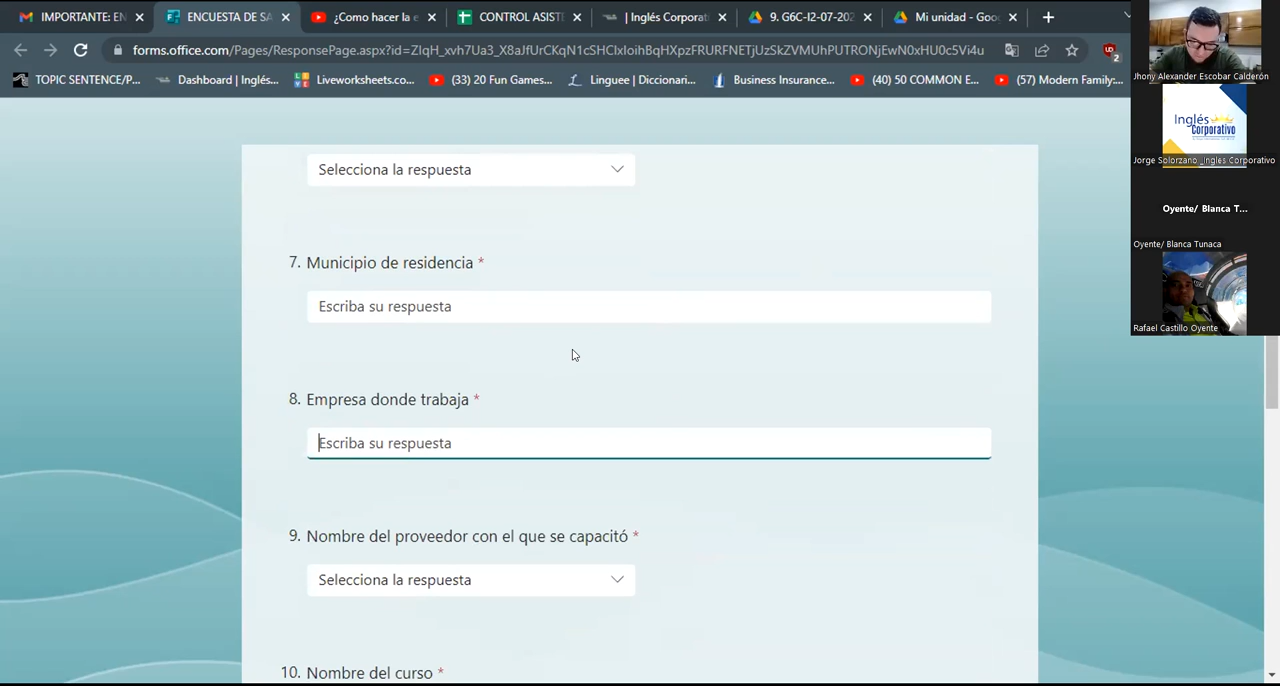 IMPORTANTE: EN
ENCUESTA DE SA
¿Como hacer la e
CONTROL ASIST
| Inglés Corporat
9. G6C-I2-07-202
Mi unidad - Goo
forms.office.com/Pages/ResponsePage.aspx?id=ZIqH_xvh7Ua3_X8aJfUrCKqN1cSHClxIoihBqHXpzFRURFNETjUzSkZVMUhPUTRONjEwN0xHU0c5Vi4u
2
TOPIC SENTENCE/P...
Dashboard | Inglés...
Liveworksheets.co...
(33) 20 Fun Games...
Linguee | Diccionari...
Business Insurance...
(40) 50 COMMON E...
(57) Modern Family:...
Selecciona la respuesta
7. Municipio de residencia *
Escriba su respuesta
8. Empresa donde trabaja *
Escriba su respuesta
9. Nombre del proveedor con el que se capacitó *
Selecciona la respuesta
10. Nombre del curso *
Jhony Alexander Escobar Calderón
Inglés
Corporativo
Jorge Solorzano _Ingles Corporativo
Oyente/ Blanca T...
Oyente/ Blanca Tunaca
Rafael Castillo Oyente